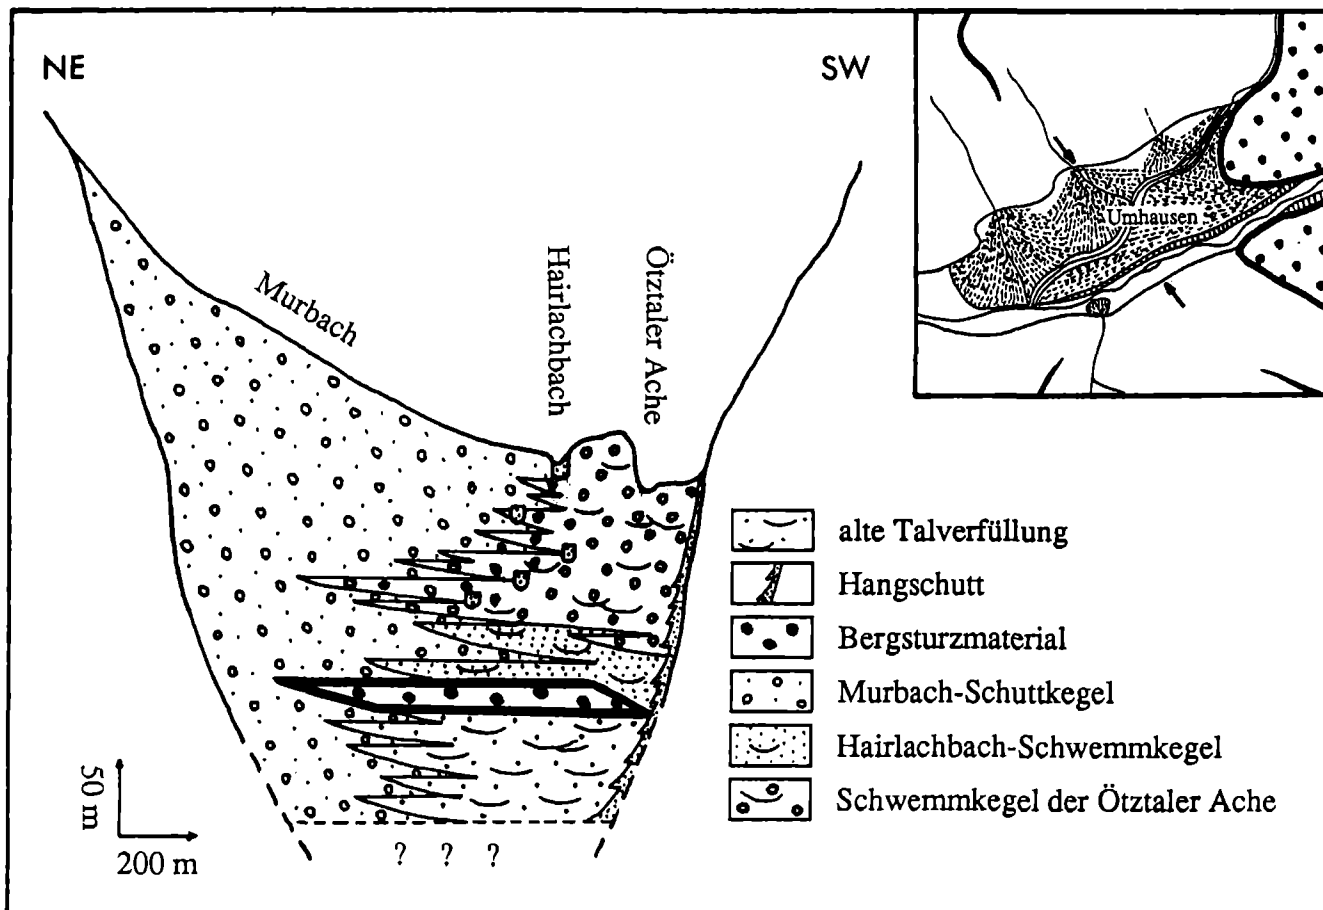 NE
SW
Murbach
Hairlachbach
Ötztaler Ache
Umhausen
alte Talverfüllung
Hangschutt
Bergsturzmaterial
Murbach-Schuttkegel
Hairlachbach-Schwemmkegel
Schwemmkegel der Ötztaler Ache
50 m
200 m
? ? ?